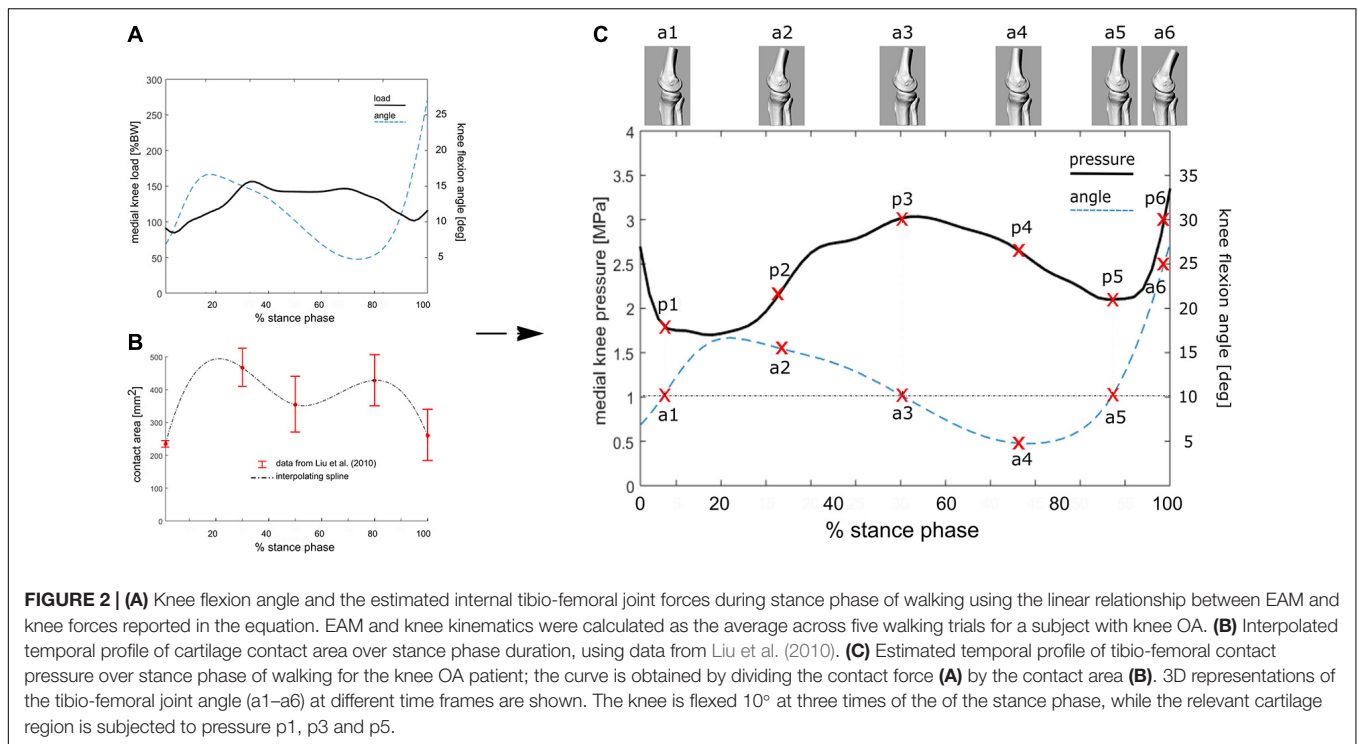 A
300
250
200
150
100
50
0
medial knee load [%BW]
load
angle
25
20
15
10
5
knee flexion angle [deg]
20 40 60 80 100
% stance phase
B
500
400
300
200
100
0
contact area [mm2]
data from Liu et al. (2010)
interpolating spline
20 40 60 80 100
% stance phase
C
a1 a2 a3 a4 a5 a6
4
3.5
3
2.5
2
1.5
1
0.5
0
medial knee pressure [MPa]
pressure
angle
p1 p2 p3 p4 p5 p6
a1 a2 a3 a4 a5 a6
35
30
25
20
15
10
5
knee flexion angle [deg]
0 20 40 60 80 100
% stance phase
FIGURE 2 | (A) Knee flexion angle and the estimated internal tibio-femoral joint forces during stance phase of walking using the linear relationship between EAM and
knee forces reported in the equation. EAM and knee kinematics were calculated as the average across five walking trials for a subject with knee OA. (B) Interpolated
temporal profile of cartilage contact area over stance phase duration, using data from Liu et al. (2010). (C) Estimated temporal profile of tibio-femoral contact
pressure over stance phase of walking for the knee OA patient; the curve is obtained by dividing the contact force (A) by the contact area (B). 3D representations of
the tibio-femoral joint angle (a1–a6) at different time frames are shown. The knee is flexed 10° at three times of the of the stance phase, while the relevant cartilage
region is subjected to pressure p1, p3 and p5.